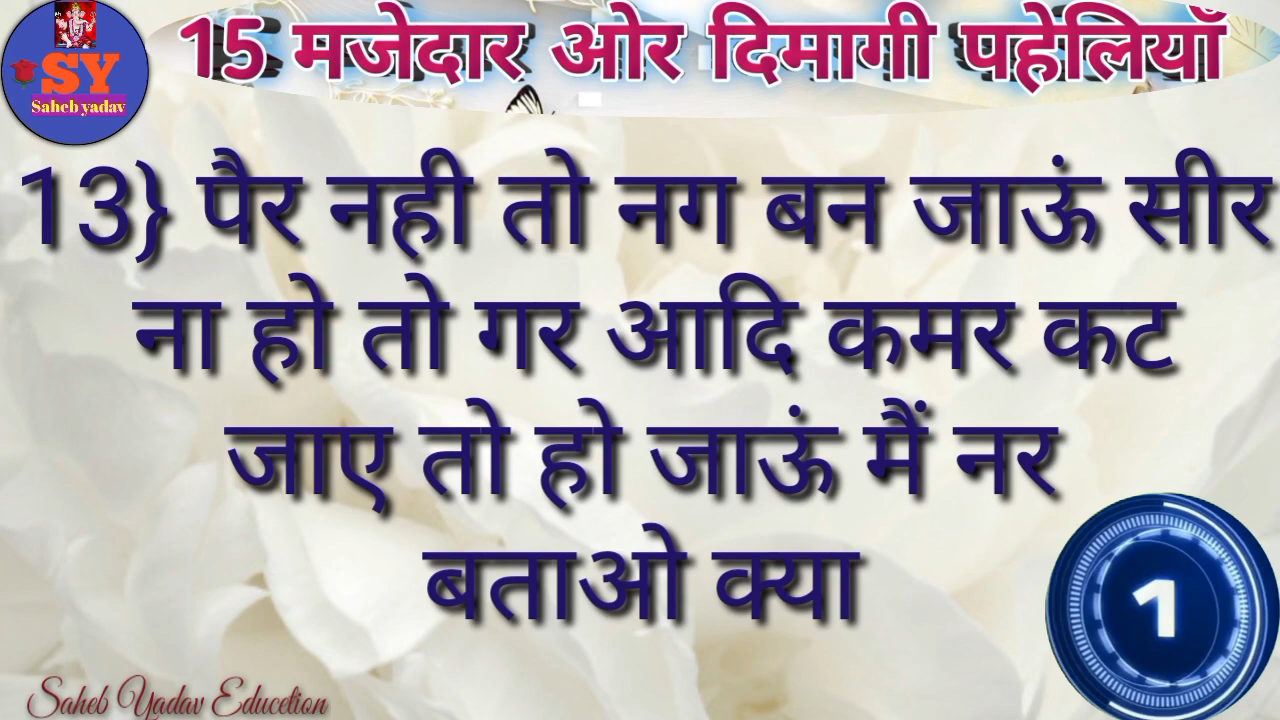 15 मजेदार ओर दिमागी पहेलियाँ
SY
Saheb yadav
13} पैर नही तो नग बन जाऊं सीर
ना हो तो गर आदि कमर कट
जाए तो हो जाऊं मैं नर
बताओ क्या
1
Saheb Yadav Educetion